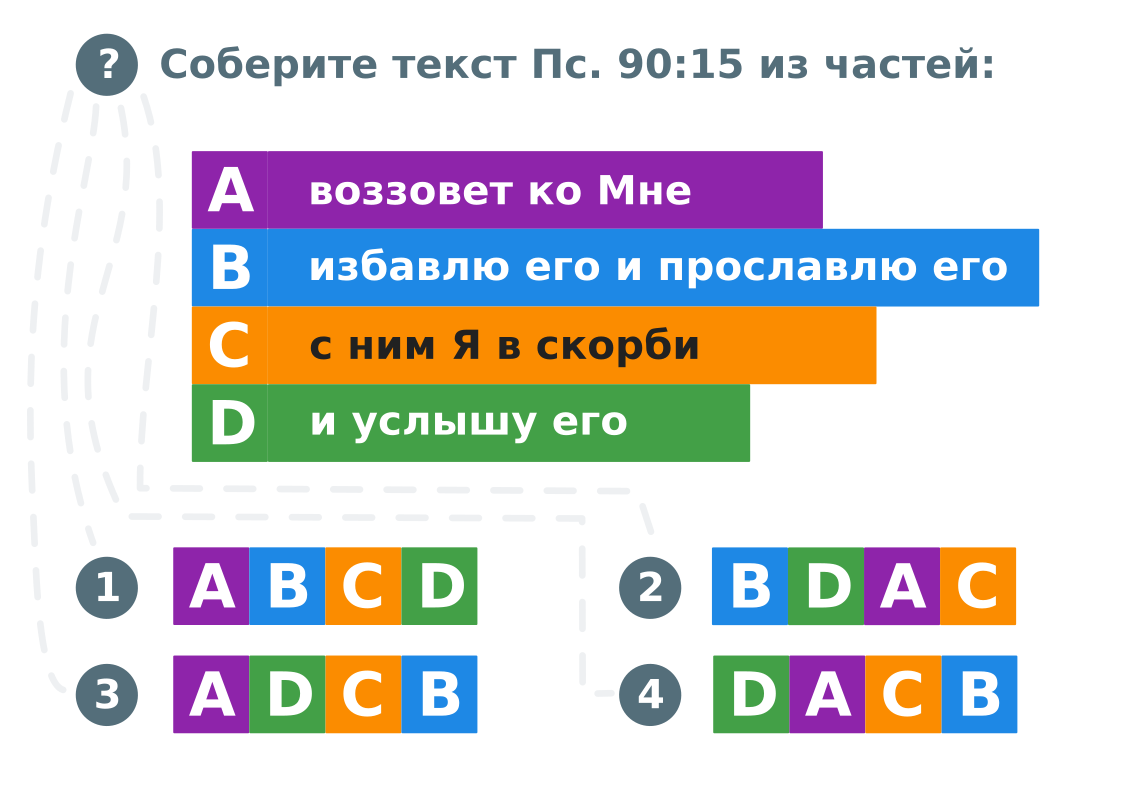 ? Соберите текст Пс. 90:15 из частей:
A воззовет ко Мне
B избавлю его и прославлю его
C с ним Я в скорби
D и услышу его
1 A B C D
2 B D A C
3 A D C B
4 D A C B